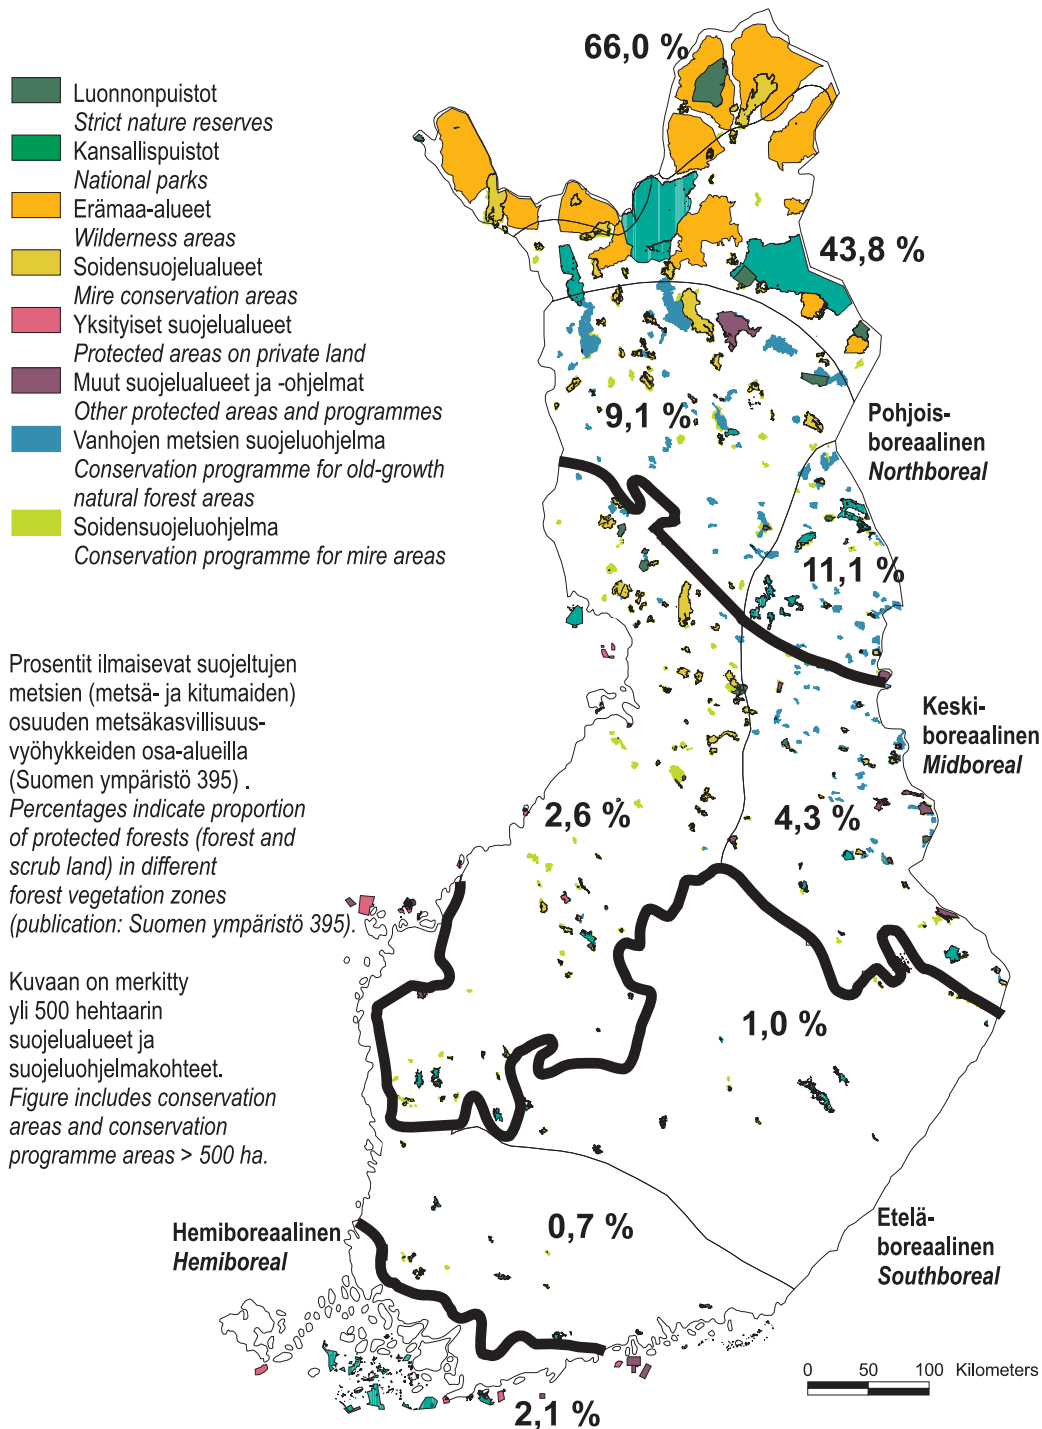 66,0 %
Luonnonpuistot
Strict nature reserves
Kansallispuistot
National parks
Erämaa-alueet
Wilderness areas
Soidensuojelualueet
Mire conservation areas
Yksityiset suojelualueet
Protected areas on private land
Muut suojelualueet ja -ohjelmat
Other protected areas and programmes
Vanhojen metsien suojeluohjelma
Conservation programme for old-growth
natural forest areas
Soidensuojeluohjelma
Conservation programme for mire areas
43,8 %
9,1 %
Pohjois-
boreaalinen
Northboreal
11,1 %
Prosentit ilmaisevat suojeltujen
metsien (metsä- ja kitumaiden)
osuuden metsäkasvillisuus-
vyöhykkeiden osa-alueilla
(Suomen ympäristö 395) .
Percentages indicate proportion
of protected forests (forest and
scrub land) in different
forest vegetation zones
(publication: Suomen ympäristö 395).
Keski-
boreaalinen
Midboreal
2,6 %
4,3 %
Kuvaan on merkitty
yli 500 hehtaarin
suojelualueet ja
suojeluohjelmakohteet.
Figure includes conservation
areas and conservation
programme areas > 500 ha.
1,0 %
Hemiboreaalinen
Hemiboreal
0,7 %
Etelä-
boreaalinen
Southboreal
0 50 100 Kilometers
2,1 %